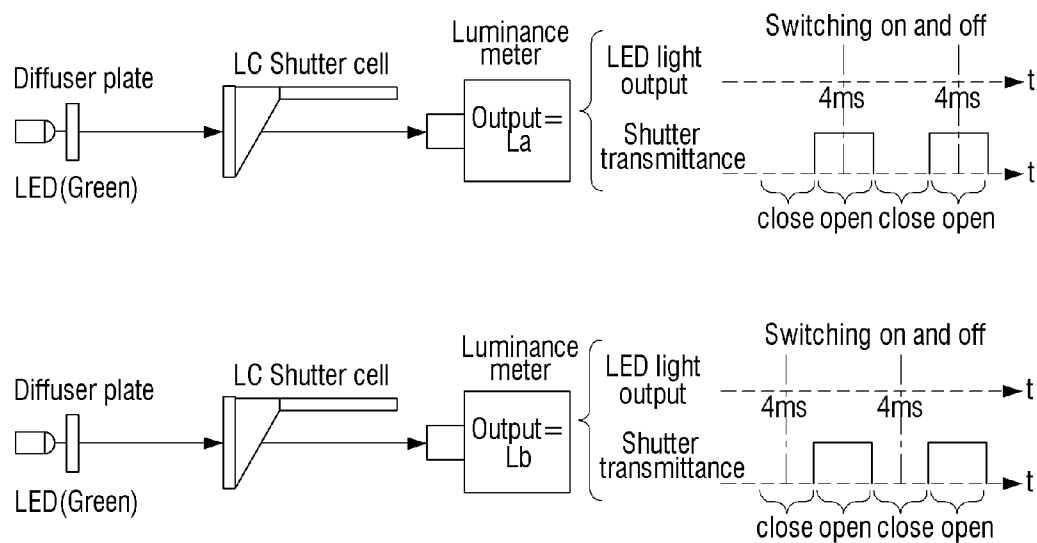 Switching on and off
Luminance
meter
LED light
output
LC Shutter cell
Diffuser plate
t
4ms 4ms
Output=
La
Shutter
transmittance
t
LED(Green)
close open close open
Switching on and off
Luminance
meter
LED light
output
LC Shutter cell
Diffuser plate
t
4ms 4ms
Output=
Lb
Shutter
transmittance
t
LED(Green)
close open close open